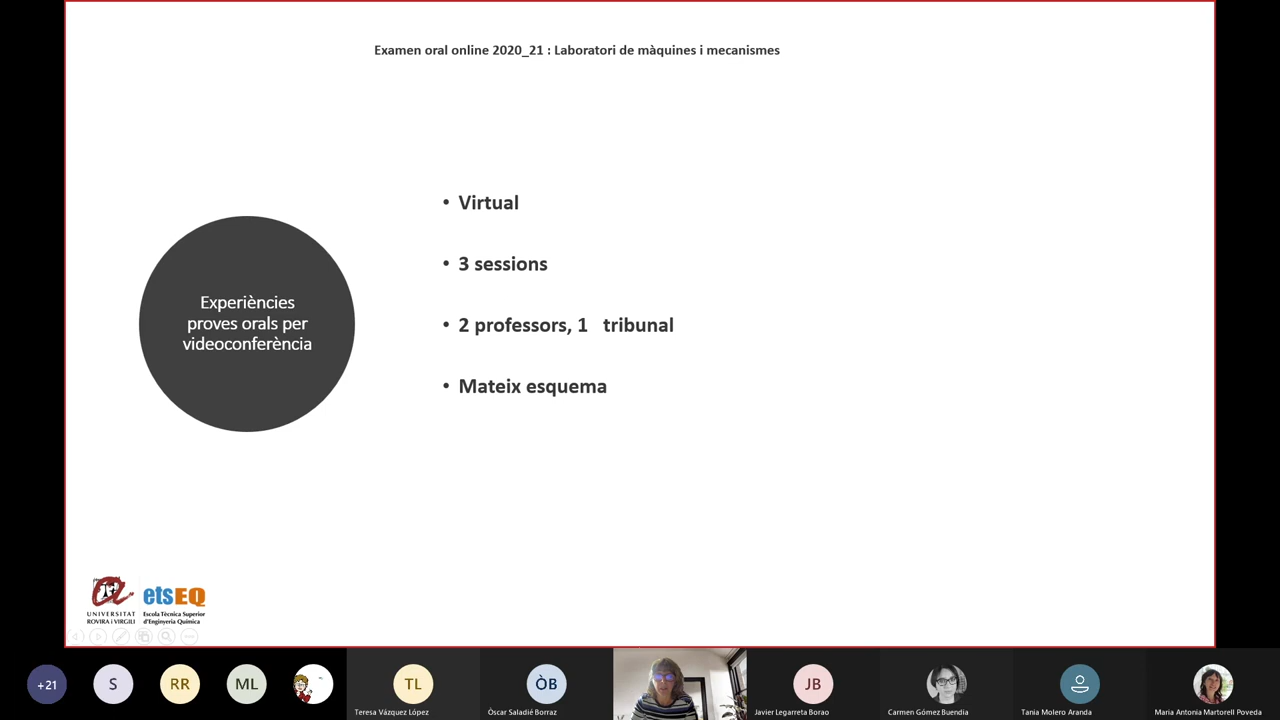 Examen oral online 2020_21 : Laboratori de màquines i mecanismes
• Virtual
• 3 sessions
• 2 professors, 1 tribunal
• Mateix esquema
Experiències
proves orals per
videoconferència
UNIVERSITAT
ROVIRA i VIRGILI
etsEQ
Escola Tècnica Superior
d'Enginyeria Química
+21
S
RR
ML
TL
Teresa Vázquez López
ÒB
Òscar Saladié Borraz
JB
Javier Legarreta Borao
Carmen Gómez Buendia
Tania Molero Aranda
Maria Antonia Martorell Poveda